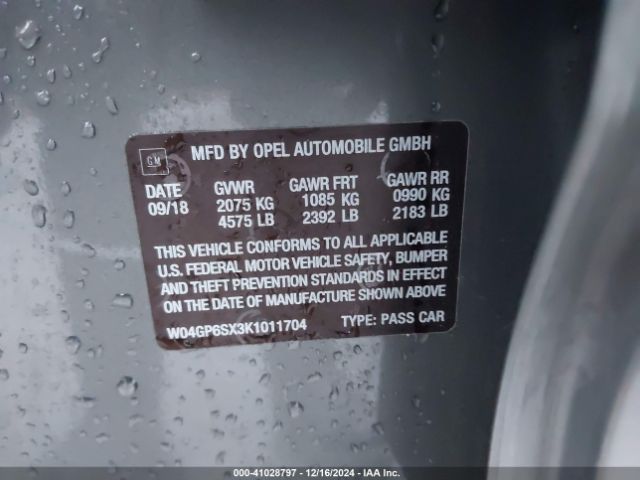 GM
MFD BY OPEL AUTOMOBILE GMBH
DATE GVWR GAWR FRT GAWR RR
09/18 2075 KG 1085 KG 0990 KG
4575 LB 2392 LB 2183 LB
THIS VEHICLE CONFORMS TO ALL APPLICABLE
U.S. FEDERAL MOTOR VEHICLE SAFETY, BUMPER
AND THEFT PREVENTION STANDARDS IN EFFECT
ON THE DATE OF MANUFACTURE SHOWN ABOVE
W04GP6SX3K1011704 TYPE: PASS CAR
000-41028797 - 12/16/2024 - IAA Inc.